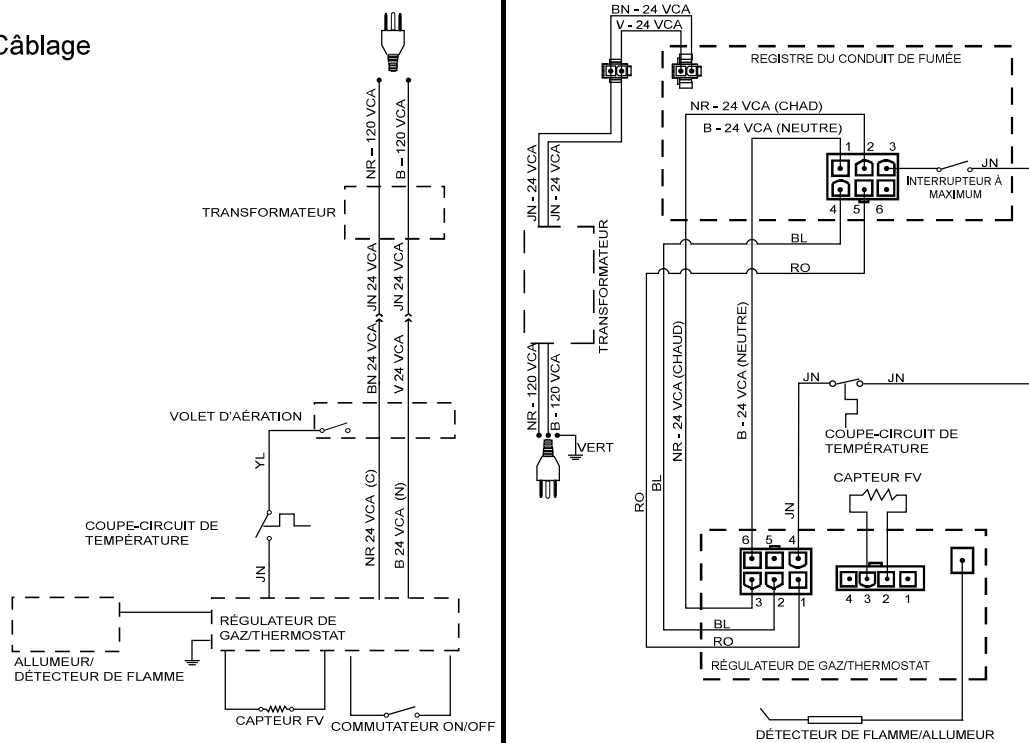 Câblage
NR – 120 VCA
B – 120 VCA
TRANSFORMATEUR
JN 24 VCA
JN 24 VCA
BN 24 VCA
V 24 VCA
VOLET D'AÉRATION
YL
COUPE-CIRCUIT DE
TEMPÉRATURE
JN
NR 24 VCA (C)
B 24 VCA (N)
RÉGULATEUR DE
GAZ/THERMOSTAT
ALLUMEUR/
DÉTECTEUR DE FLAMME
CAPTEUR FV
COMMUTATEUR ON/OFF
BN - 24 VCA
V - 24 VCA
REGISTRE DU CONDUIT DE FUMÉE
NR - 24 VCA (CHAD)
B - 24 VCA (NEUTRE)
1 2 3
JN
INTERRUPTEUR À
MAXIMUM
4 5 6
JN - 24 VCA
JN - 24 VCA
BL
RO
TRANSFORMATEUR
NR - 120 VCA
B - 120 VCA
VERT
NR - 24 VCA (CHAUD)
B - 24 VCA (NEUTRE)
JN
JN
COUPE-CIRCUIT DE
TEMPÉRATURE
CAPTEUR FV
RO
BL
JN
6 5 4
3 2 1
4 3 2 1
BL
RO
RÉGULATEUR DE GAZ/THERMOSTAT
DÉTECTEUR DE FLAMME/ALLUMEUR